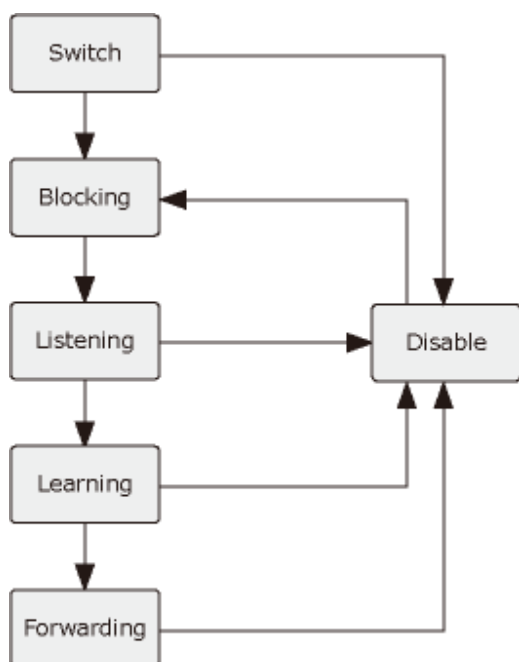 Switch
Blocking
Listening
Disable
Learning
Forwarding